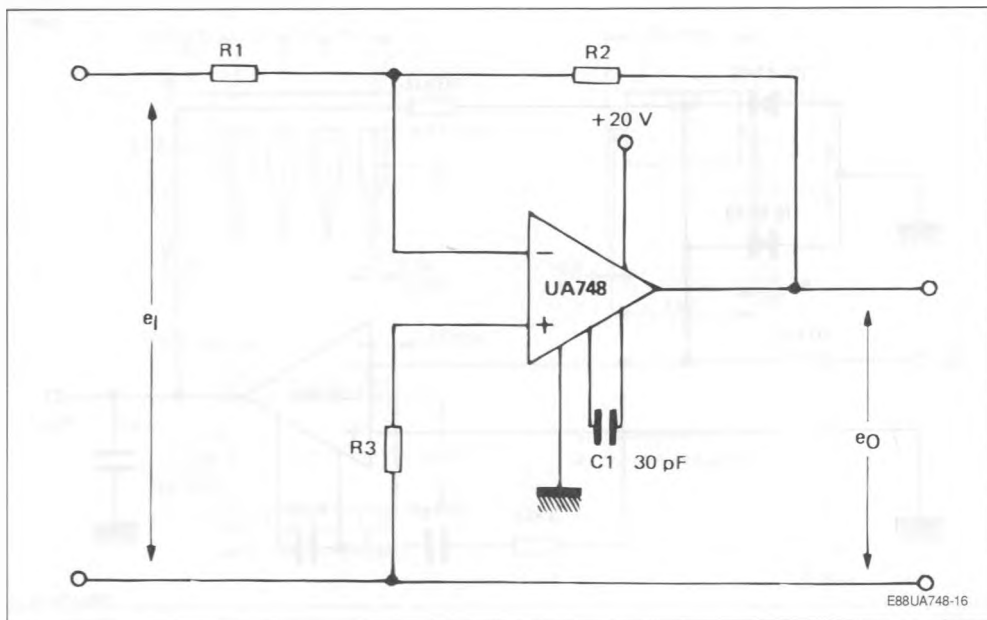 R1
R2
+20 V
−
UA748
+
eI
R3
C1 30 pF
eO
E88UA748-16